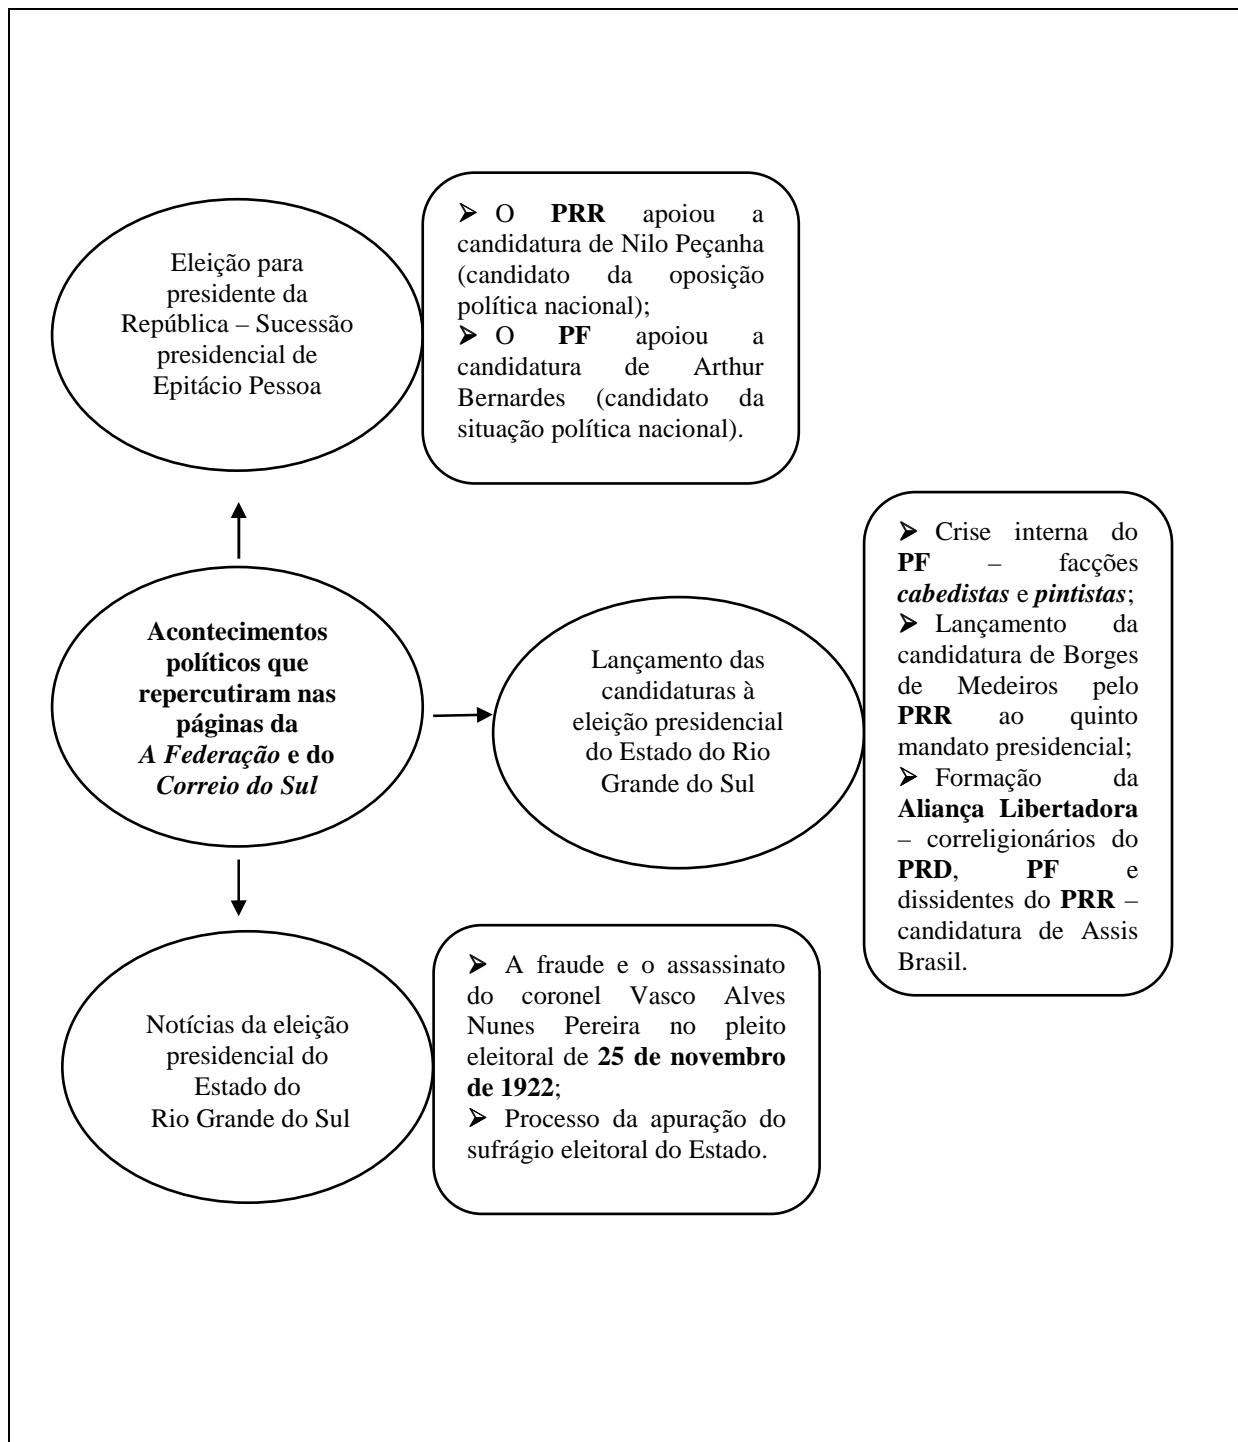 Eleição para
presidente da
República – Sucessão
presidencial de
Epitácio Pessoa
➢ O PRR apoiou a
candidatura de Nilo Peçanha
(candidato da oposição
política nacional);
➢ O PF apoiou a
candidatura de Arthur
Bernardes (candidato da
situação política nacional).
Acontecimentos
políticos que
repercutiram nas
páginas da
A Federação e do
Correio do Sul
Lançamento das
candidaturas à
eleição presidencial
do Estado do Rio
Grande do Sul
➢ Crise interna do
PF – facções
cabedistas e pintistas;
➢ Lançamento da
candidatura de Borges
de Medeiros pelo
PRR ao quinto
mandato presidencial;
➢ Formação da
Aliança Libertadora
– correligionários do
PRD, PF e
dissidentes do PRR –
candidatura de Assis
Brasil.
Notícias da eleição
presidencial do
Estado do
Rio Grande do Sul
➢ A fraude e o assassinato
do coronel Vasco Alves
Nunes Pereira no pleito
eleitoral de 25 de novembro
de 1922;
➢ Processo da apuração do
sufrágio eleitoral do Estado.